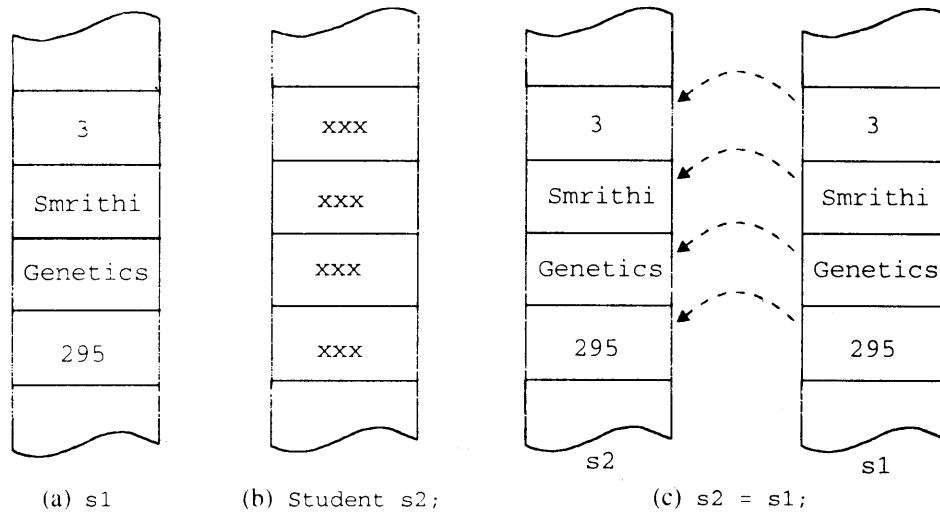 3
Smrithi
Genetics
295
(a) s1
xxx
xxx
xxx
xxx
(b) Student s2;
3
Smrithi
Genetics
295
s2
3
Smrithi
Genetics
295
s1
(c) s2 = s1;